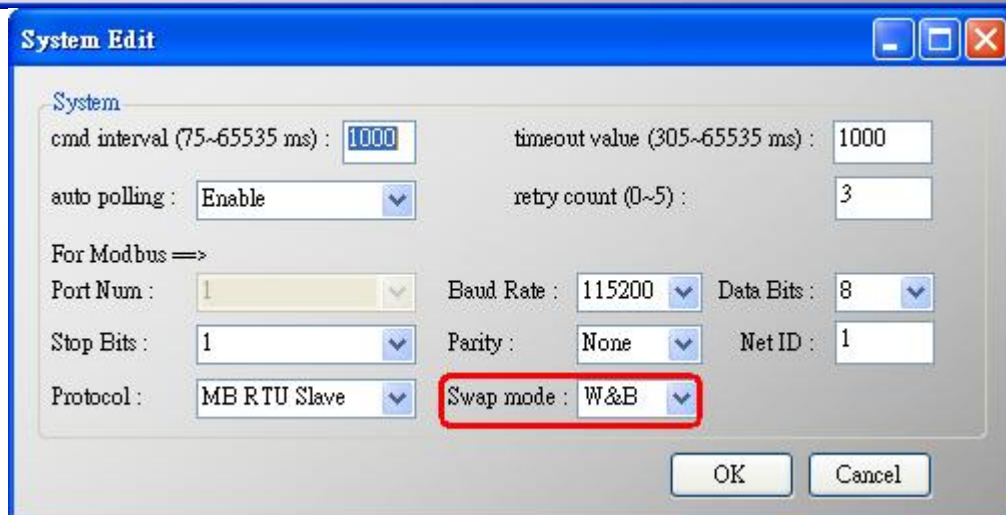 System Edit
System
cmd interval (75~65535 ms) : 1000 timeout value (305~65535 ms) : 1000
auto polling : Enable retry count (0~5) : 3
For Modbus ==>
Port Num : 1 Baud Rate : 115200 Data Bits : 8
Stop Bits : 1 Parity : None Net ID : 1
Protocol : MB RTU Slave Swap mode : W&B
OK Cancel